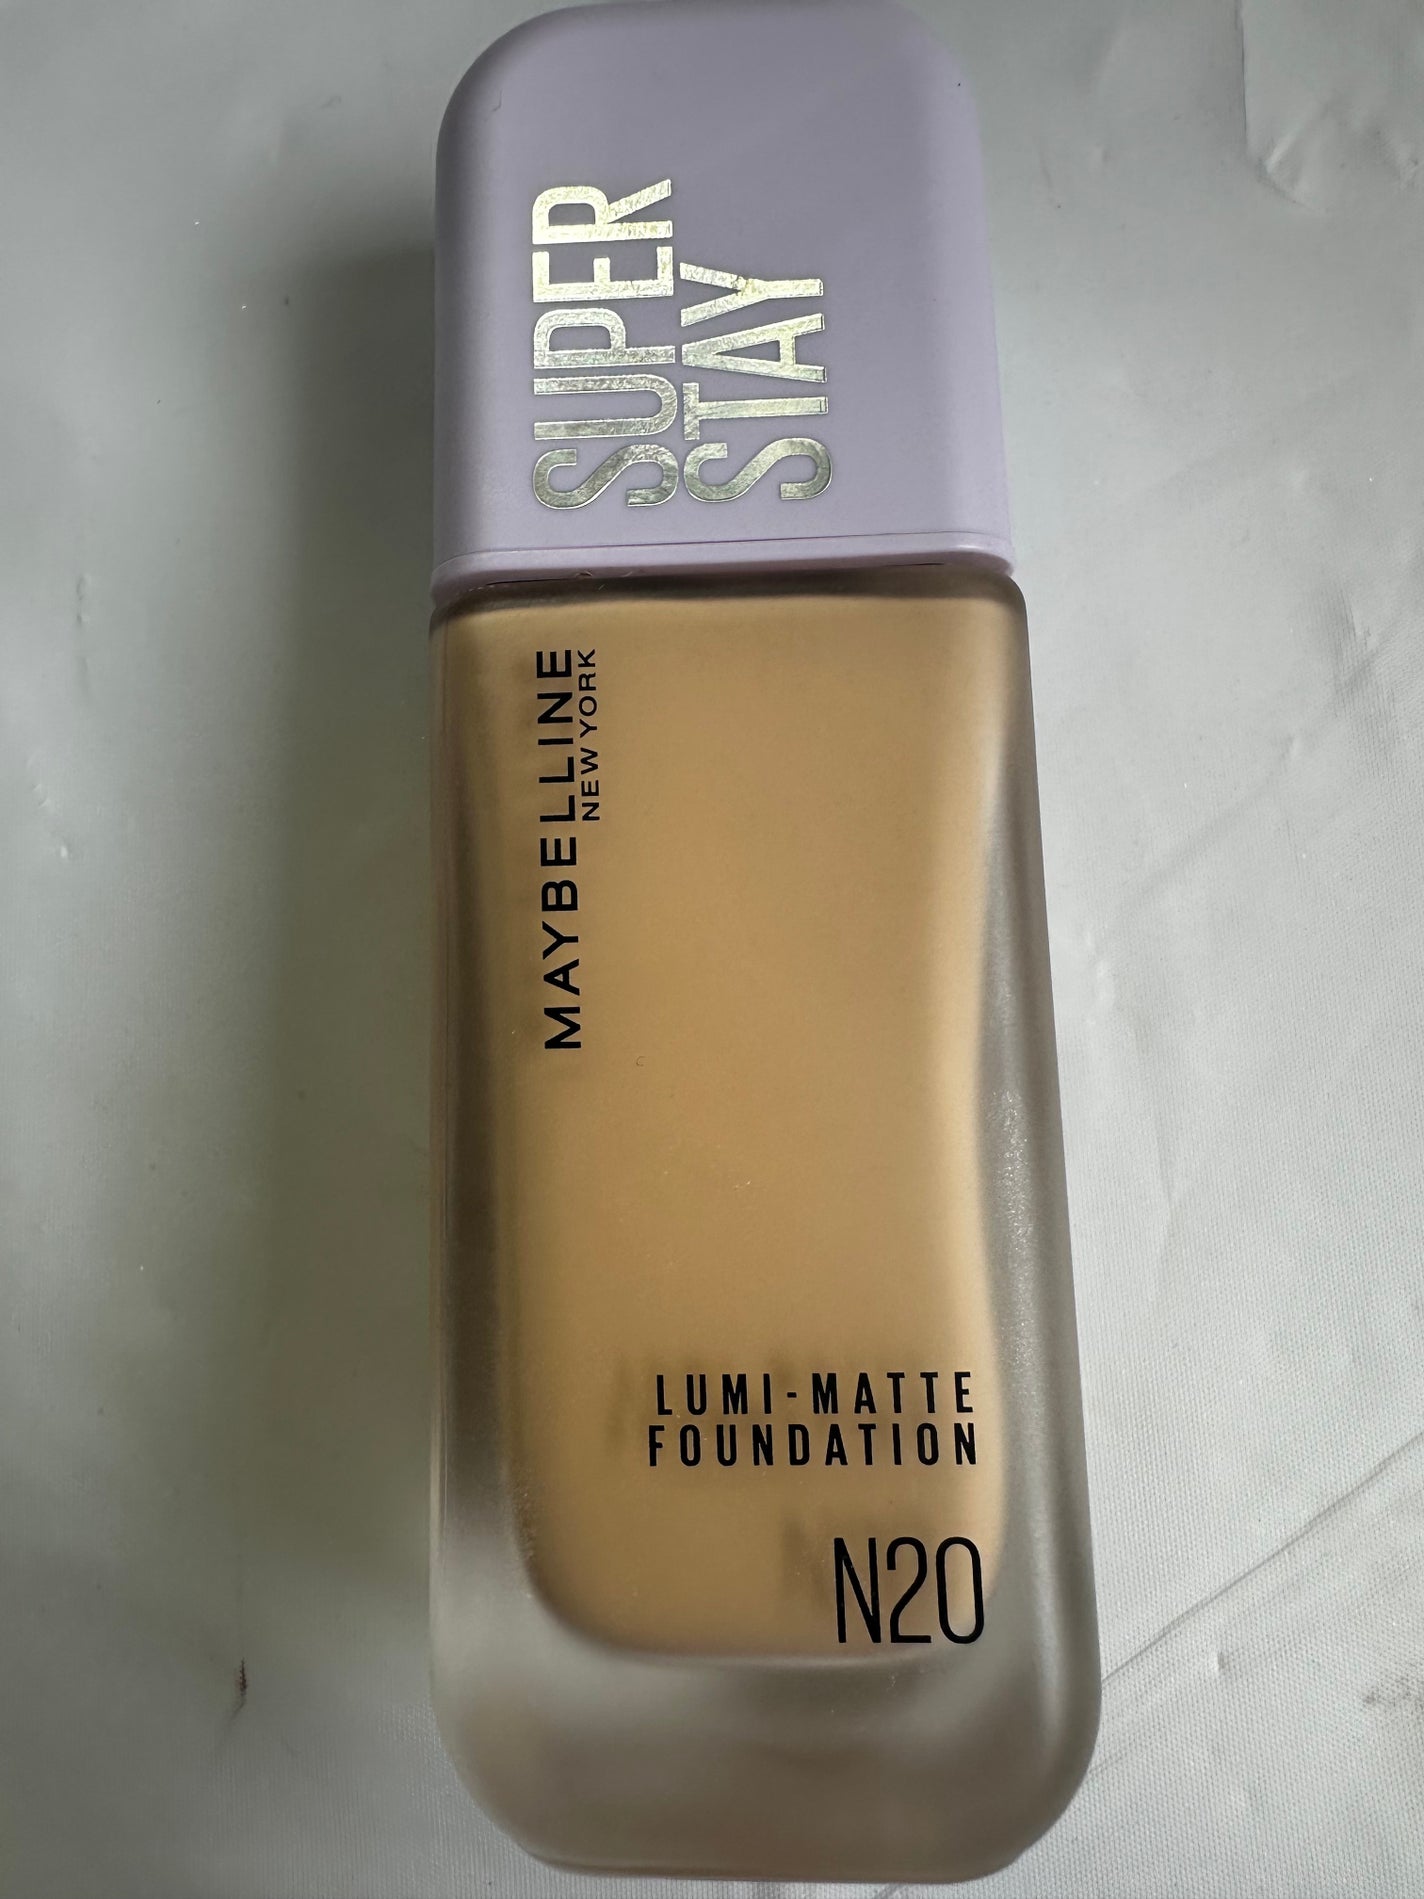 SUPER
STAY
MAYBELLINE
NEW YORK
LUMI-MATTE
FOUNDATION
N20